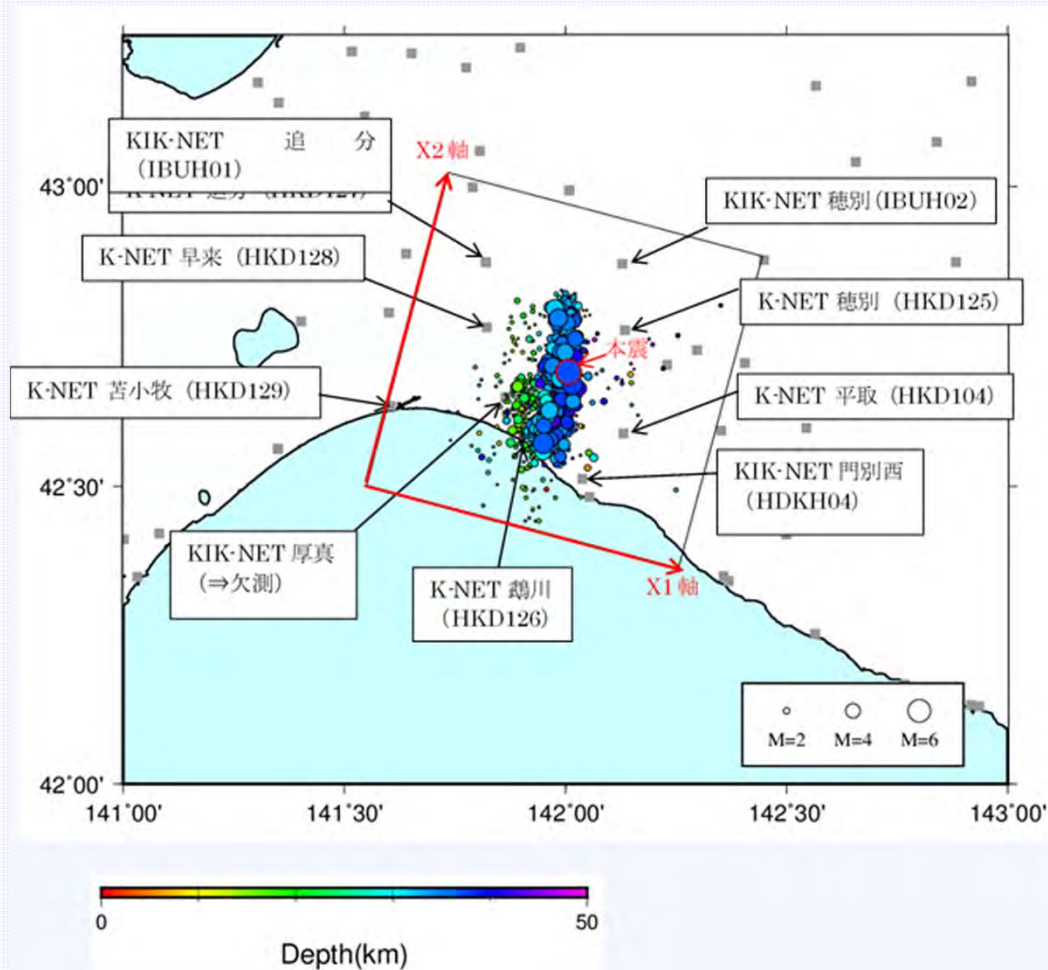 KIK-NET 追 分
(IBUH01)
X2 軸
43°00'
KIK-NET 穂別 (IBUH02)
K-NET 早来 (HKD128)
K-NET 穂別 (HKD125)
本震
K-NET 苫小牧 (HKD129)
K-NET 平取 (HKD104)
42°30'
KIK-NET 門別西
(HDKH04)
KIK-NET 厚真
(⇒欠測)
K-NET 鵡川
(HKD126)
X1 軸
M=2 M=4 M=6
42°00'
141°00' 141°30' 142°00' 142°30' 143°00'
0 50
Depth(km)